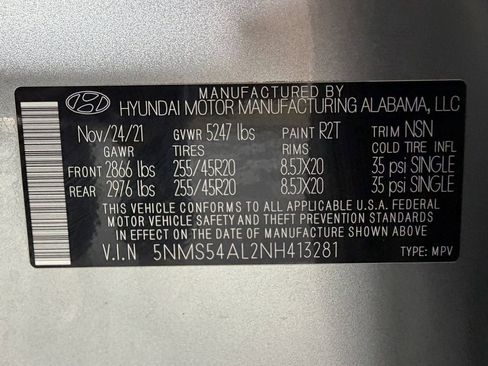 MANUFACTURED BY
HYUNDAI MOTOR MANUFACTURING ALABAMA, LLC
Nov/24/21 GVWR 5247 lbs PAINT R2T TRIM NSN
GAWR TIRES RIMS COLD TIRE INFL
FRONT 2866 lbs 255/45R20 8.5JX20 35 psi SINGLE
REAR 2976 lbs 255/45R20 8.5JX20 35 psi SINGLE
THIS VEHICLE CONFORMS TO ALL APPLICABLE U.S.A. FEDERAL
MOTOR VEHICLE SAFETY AND BUMPER AND THEFT PREVENTION
STANDARDS IN EFFECT ON THE DATE OF MANUFACTURE SHOWN ABOVE.
V.I.N 5NMS54AL2NH413281 TYPE: MPV